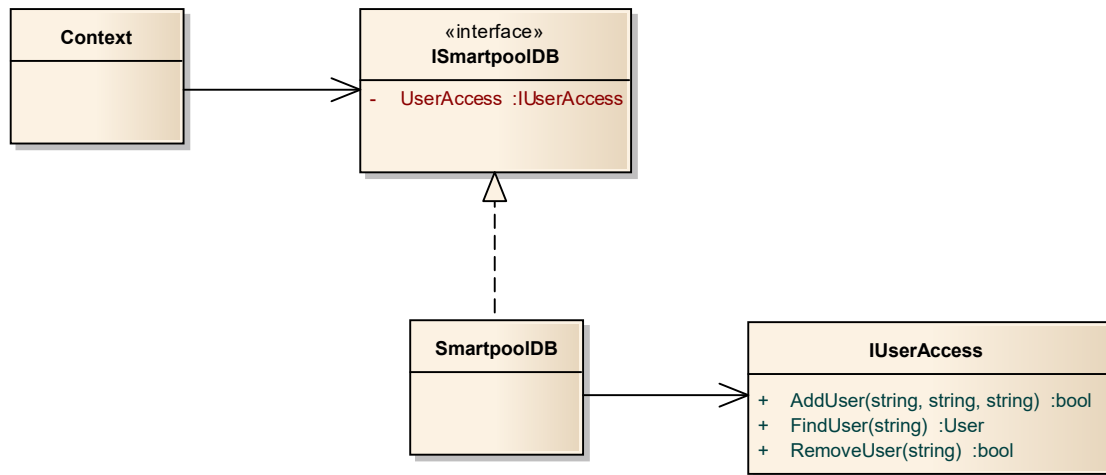 Context
«interface»
ISmartpoolDB
- UserAccess :IUserAccess
SmartpoolDB
IUserAccess
+ AddUser(string, string, string) :bool
+ FindUser(string) :User
+ RemoveUser(string) :bool